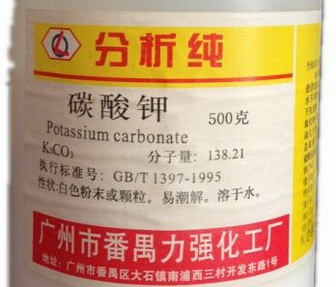 分析纯
碳酸钾 500克
Potassium carbonate
K₂CO₃ 分子量: 138.21
执行标准号: GB/T 1397-1995
性状:白色粉末或颗粒。易潮解。溶于水。
广州市番禺力强化工厂
地址:广州市番禺区大石镇南浦西三村开发东路1号